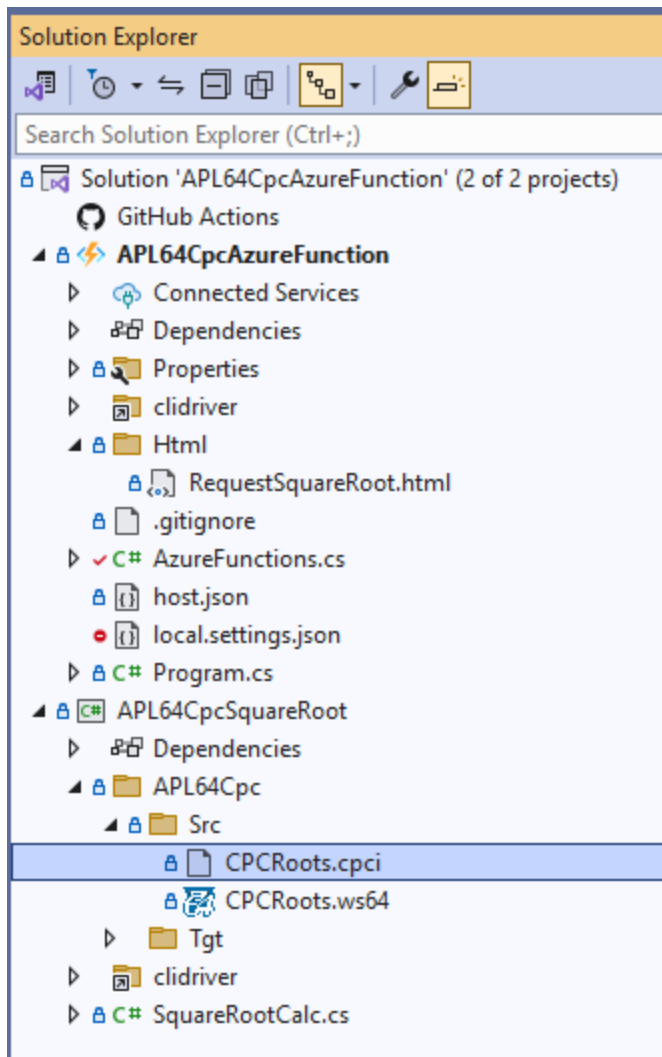 Solution Explorer
Search Solution Explorer (Ctrl+;)
Solution 'APL64CpcAzureFunction' (2 of 2 projects)
GitHub Actions
APL64CpcAzureFunction
Connected Services
Dependencies
Properties
clidriver
Html
RequestSquareRoot.html
.gitignore
C# AzureFunctions.cs
host.json
local.settings.json
C# Program.cs
C# APL64CpcSquareRoot
Dependencies
APL64Cpc
Src
CPCRoots.cpci
CPCRoots.ws64
Tgt
clidriver
C# SquareRootCalc.cs